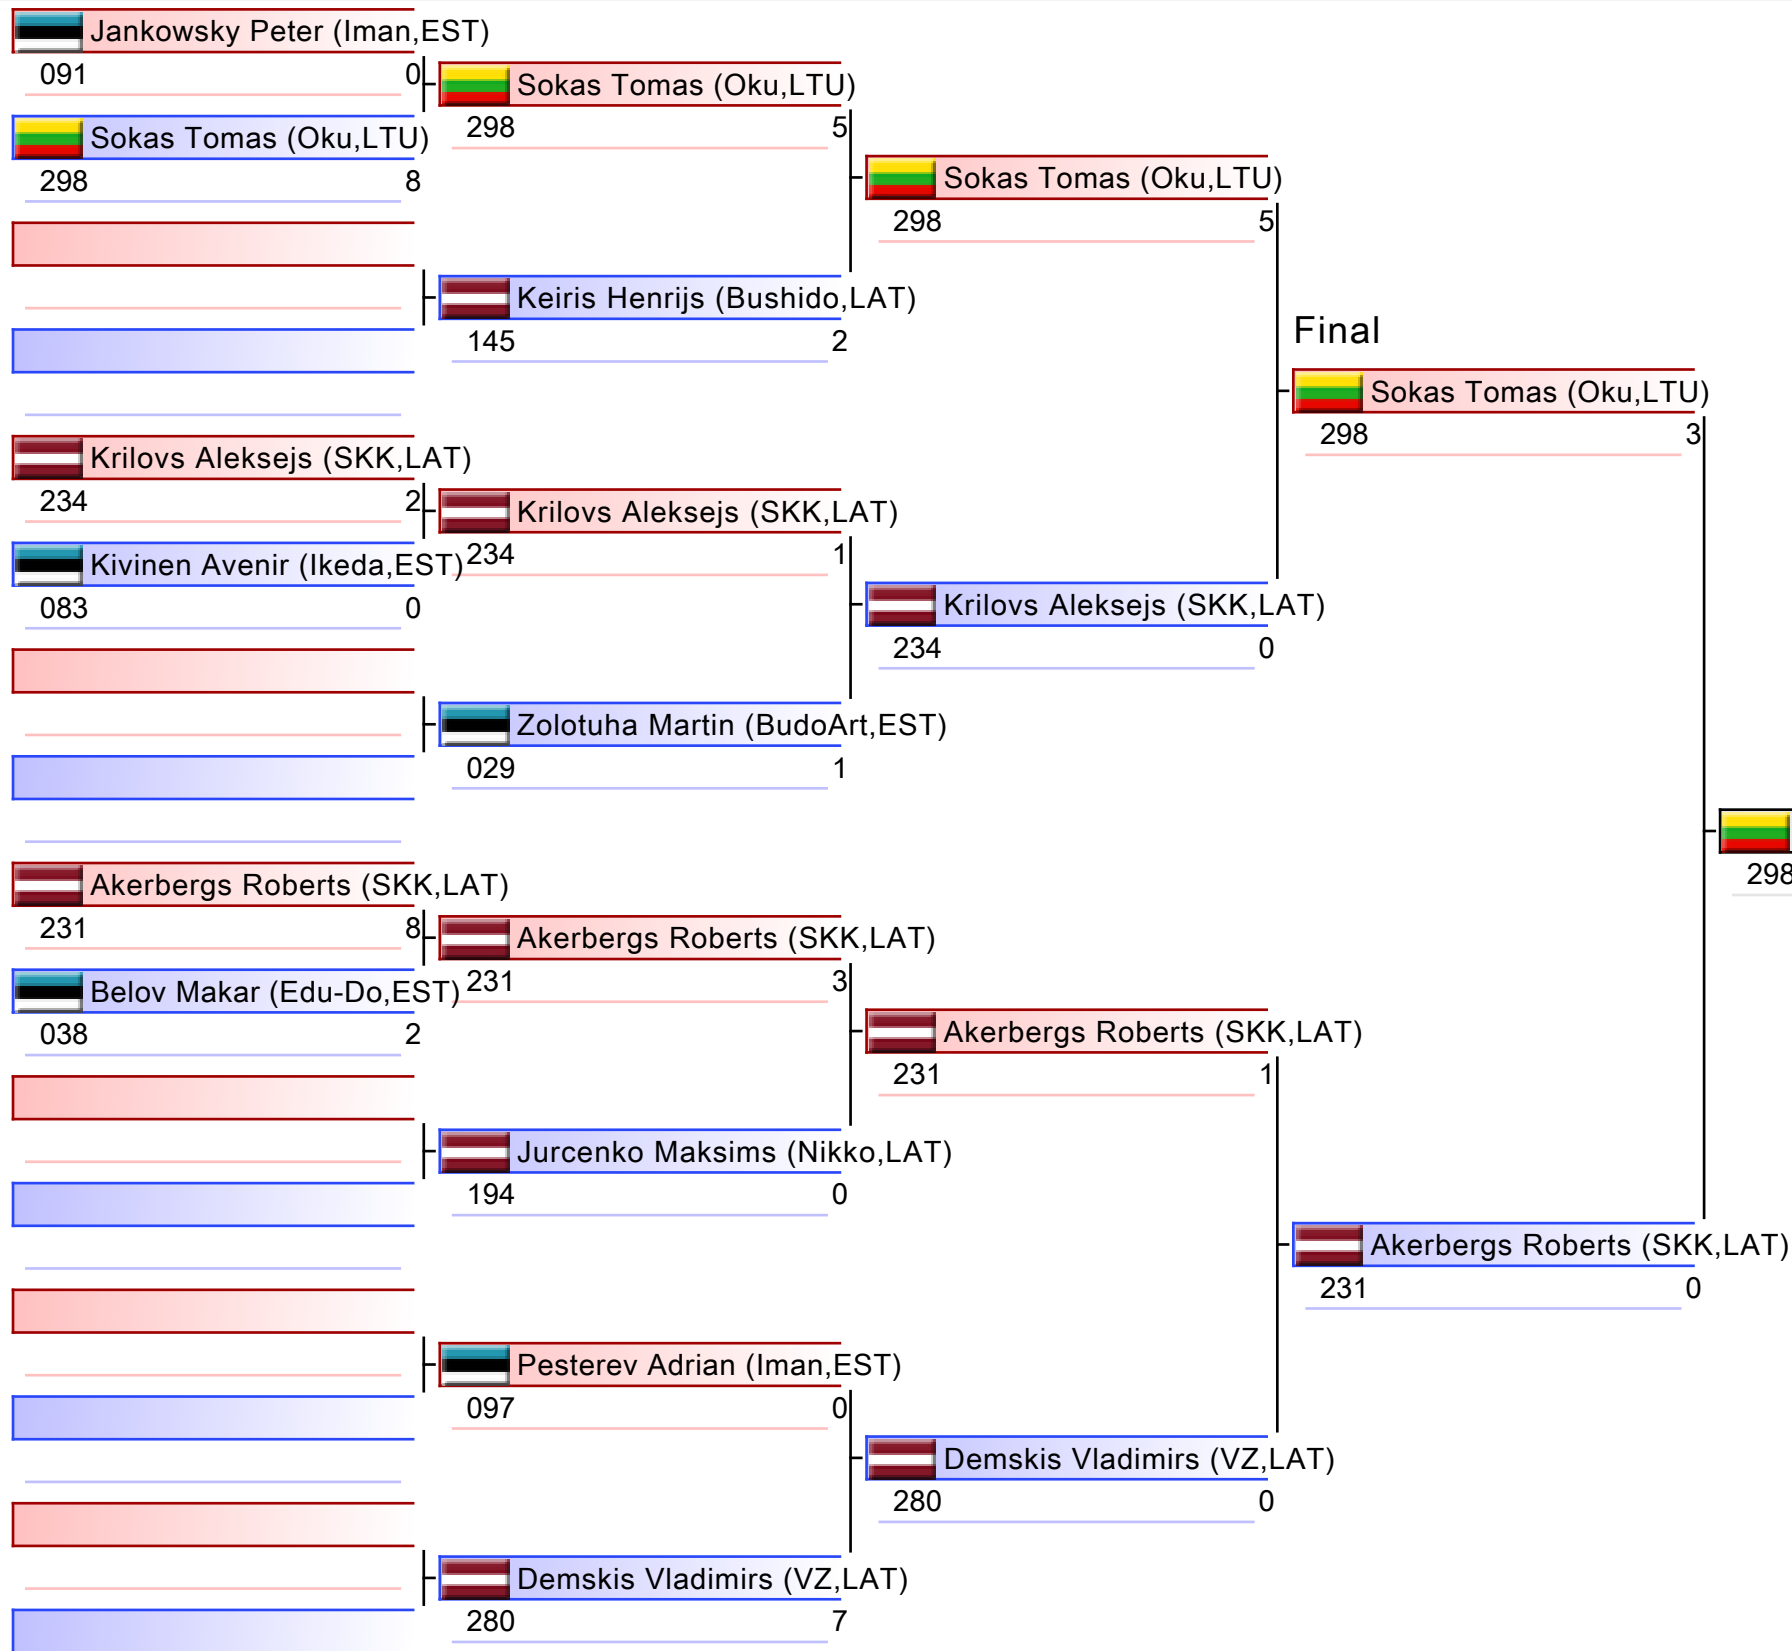 Jankowsky Peter (Iman,EST)
091 0
Sokas Tomas (Oku,LTU)
298 8
Krilovs Aleksejs (SKK,LAT)
234 2
Kivinen Avenir (Ikeda,EST)
083 0
Akerbergs Roberts (SKK,LAT)
231 8
Belov Makar (Edu-Do,EST)
038 2
Sokas Tomas (Oku,LTU)
298 5
Keiris Henrijs (Bushido,LAT)
145 2
Krilovs Aleksejs (SKK,LAT)
234 1
Zolotuha Martin (BudoArt,EST)
029 1
Akerbergs Roberts (SKK,LAT)
231 3
Jurcenko Maksims (Nikko,LAT)
194 0
Pesterev Adrian (Iman,EST)
097 0
Demskis Vladimirs (VZ,LAT)
280 7
Sokas Tomas (Oku,LTU)
298 5
Krilovs Aleksejs (SKK,LAT)
234 0
Akerbergs Roberts (SKK,LAT)
231 1
Demskis Vladimirs (VZ,LAT)
280 0
Final
Sokas Tomas (Oku,LTU)
298 3
Akerbergs Roberts (SKK,LAT)
231 0
298